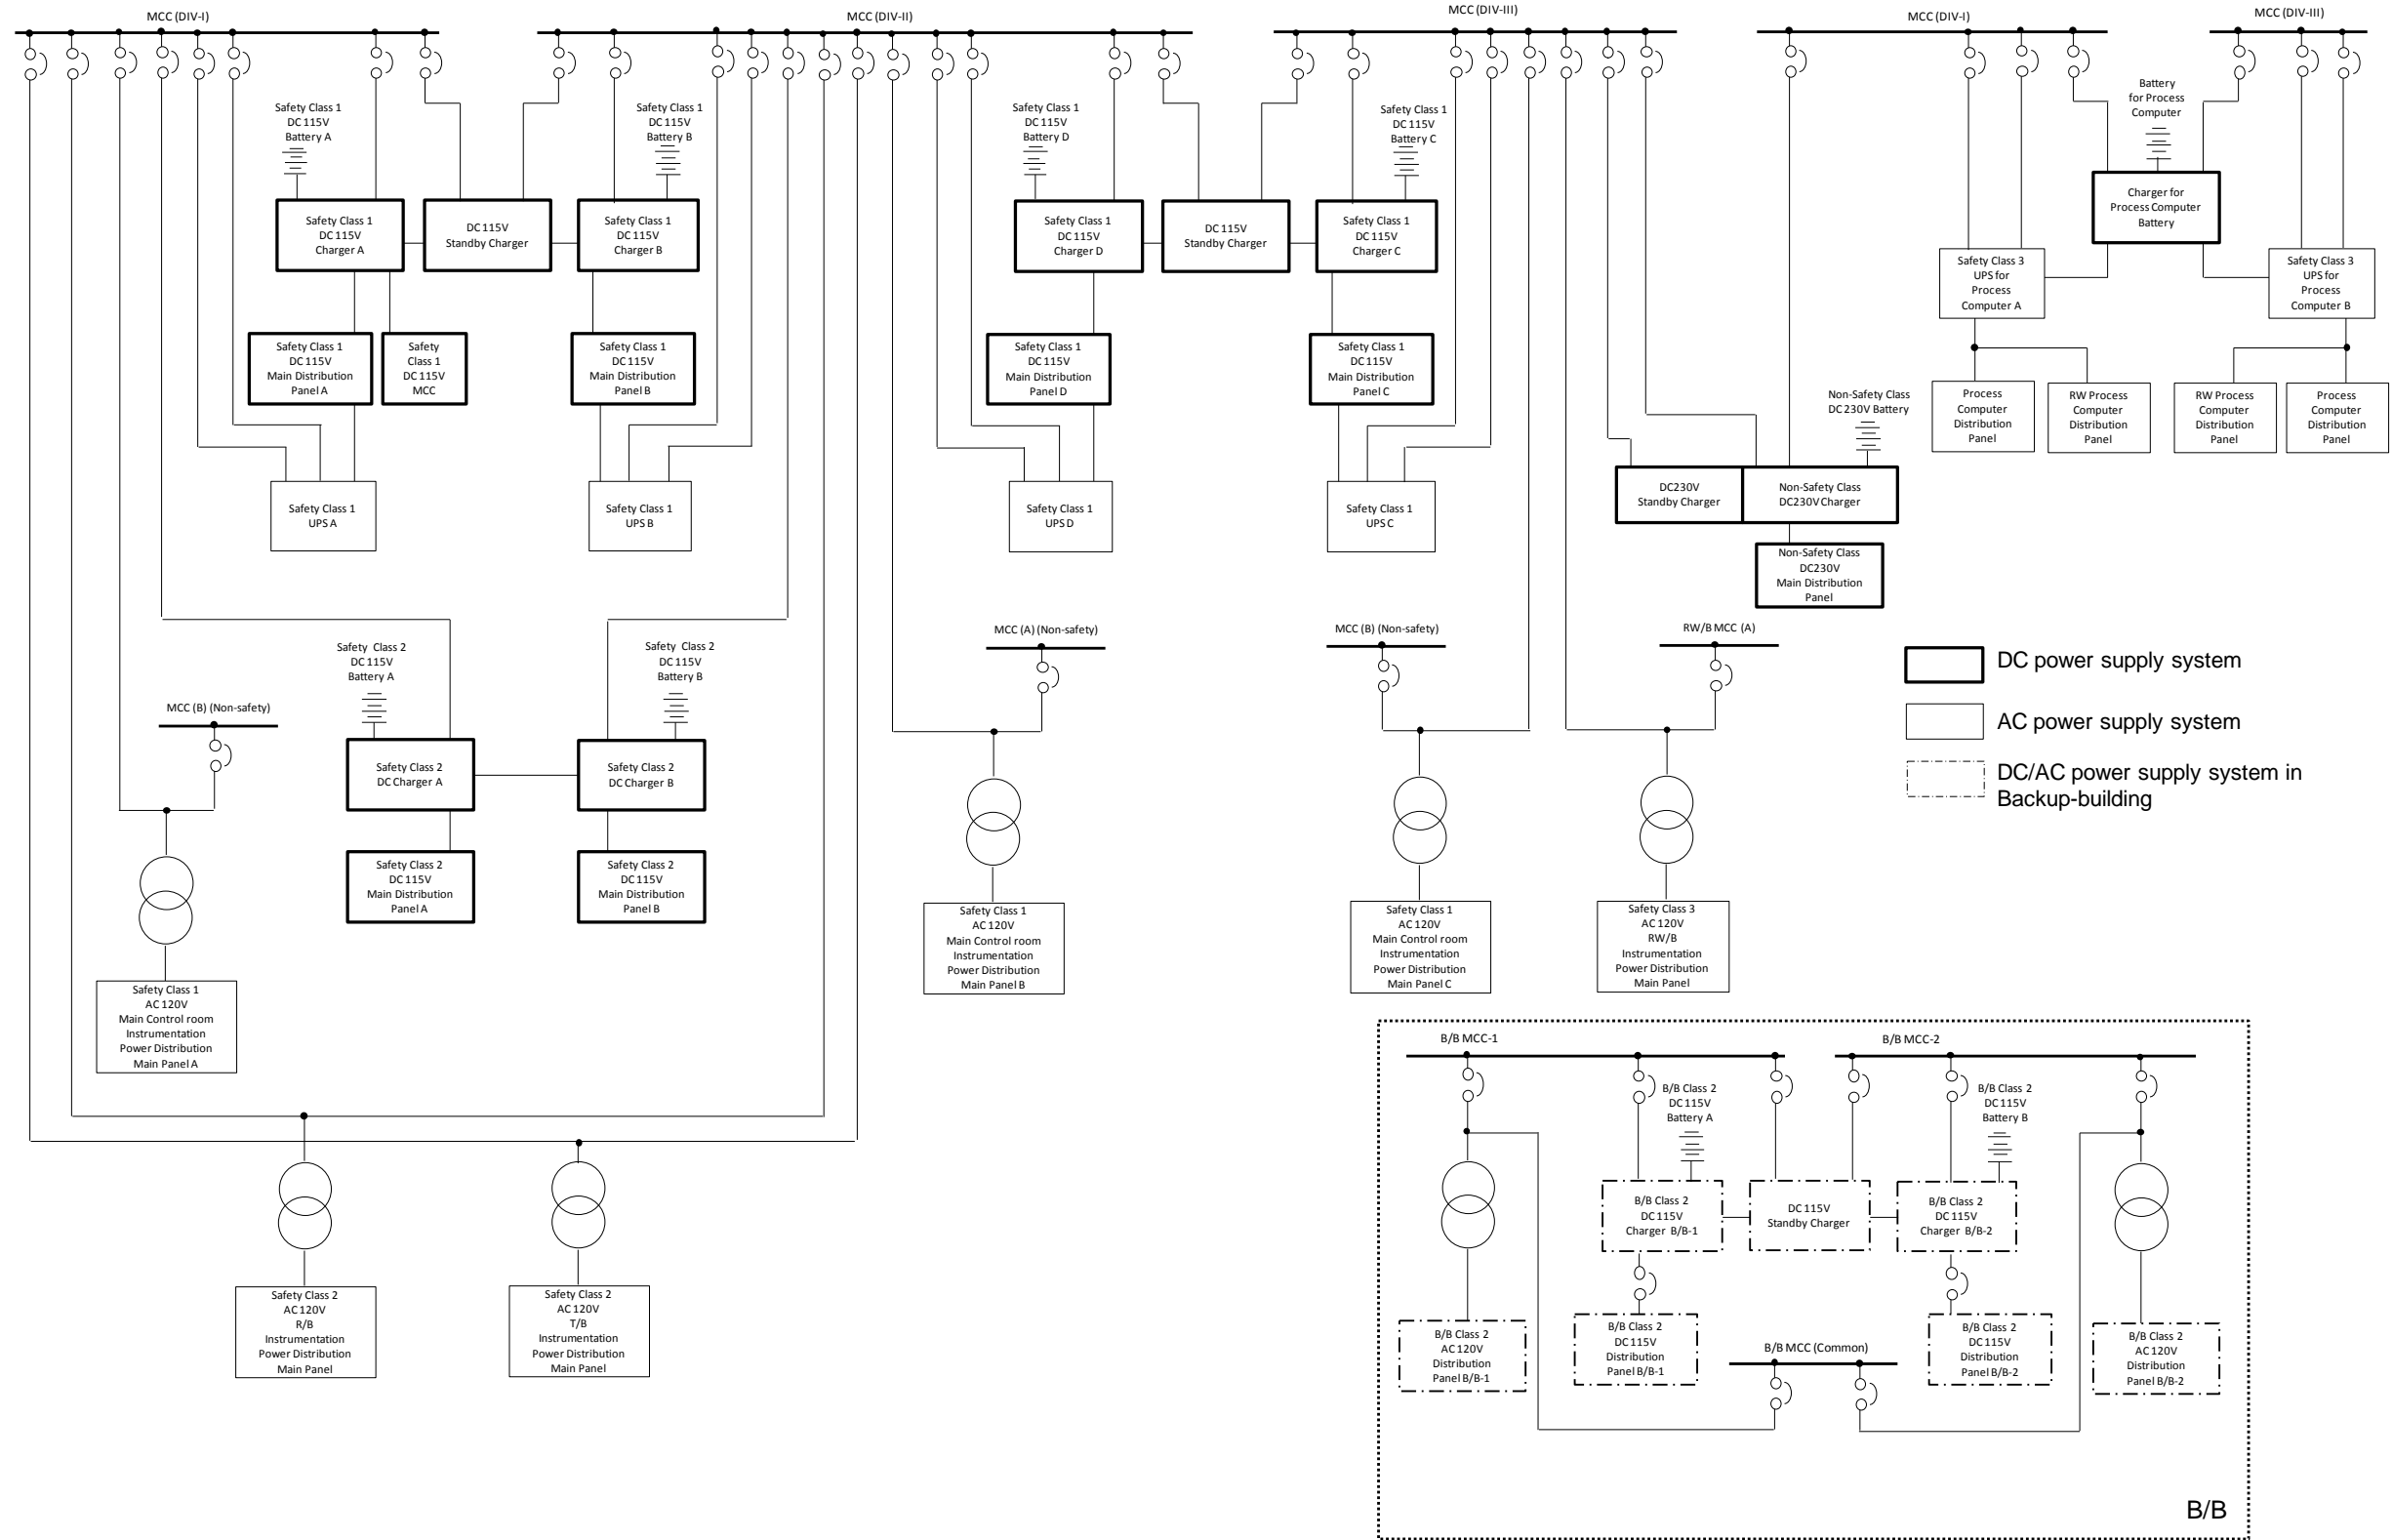 MCC (DIV-I)
MCC (DIV-II)
MCC (DIV-III)
MCC (DIV-I)
MCC (DIV-III)
Safety Class 1
DC 115V
Battery A
Safety Class 1
DC 115V
Battery B
Safety Class 1
DC 115V
Battery D
Safety Class 1
DC 115V
Battery C
Battery
for Process
Computer
Safety Class 1
DC 115V
Charger A
DC 115V
Standby Charger
Safety Class 1
DC 115V
Charger B
Safety Class 1
DC 115V
Charger D
DC 115V
Standby Charger
Safety Class 1
DC 115V
Charger C
Charger for
Process Computer
Battery
Safety Class 3
UPS for
Process
Computer A
Safety Class 3
UPS for
Process
Computer B
Safety Class 1
DC 115V
Main Distribution
Panel A
Safety
Class 1
DC 115V
MCC
Safety Class 1
DC 115V
Main Distribution
Panel B
Safety Class 1
DC 115V
Main Distribution
Panel D
Safety Class 1
DC 115V
Main Distribution
Panel C
Non-Safety Class
DC 230V Battery
Process
Computer
Distribution
Panel
RW Process
Computer
Distribution
Panel
RW Process
Computer
Distribution
Panel
Process
Computer
Distribution
Panel
Safety Class 1
UPS A
Safety Class 1
UPS B
Safety Class 1
UPS D
Safety Class 1
UPS C
DC230V
Standby Charger
Non-Safety Class
DC230V Charger
Non-Safety Class
DC230V
Main Distribution
Panel
MCC (A) (Non-safety)
MCC (B) (Non-safety)
RW/B MCC (A)
Safety Class 2
DC 115V
Battery A
Safety Class 2
DC 115V
Battery B
DC power supply system
AC power supply system
DC/AC power supply system in
Backup-building
MCC (B) (Non-safety)
Safety Class 2
DC Charger A
Safety Class 2
DC Charger B
Safety Class 2
DC 115V
Main Distribution
Panel A
Safety Class 2
DC 115V
Main Distribution
Panel B
Safety Class 1
AC 120V
Main Control room
Instrumentation
Power Distribution
Main Panel B
Safety Class 1
AC 120V
Main Control room
Instrumentation
Power Distribution
Main Panel C
Safety Class 3
AC 120V
RW/B
Instrumentation
Power Distribution
Main Panel
Safety Class 1
AC 120V
Main Control room
Instrumentation
Power Distribution
Main Panel A
B/B MCC-1
B/B MCC-2
B/B Class 2
DC 115V
Battery A
B/B Class 2
DC 115V
Battery B
B/B Class 2
DC 115V
Charger B/B-1
DC 115V
Standby Charger
B/B Class 2
DC 115V
Charger B/B-2
Safety Class 2
AC 120V
R/B
Instrumentation
Power Distribution
Main Panel
Safety Class 2
AC 120V
T/B
Instrumentation
Power Distribution
Main Panel
B/B Class 2
AC 120V
Distribution
Panel B/B-1
B/B Class 2
DC 115V
Distribution
Panel B/B-1
B/B MCC (Common)
B/B Class 2
DC 115V
Distribution
Panel B/B-2
B/B Class 2
AC 120V
Distribution
Panel B/B-2
B/B